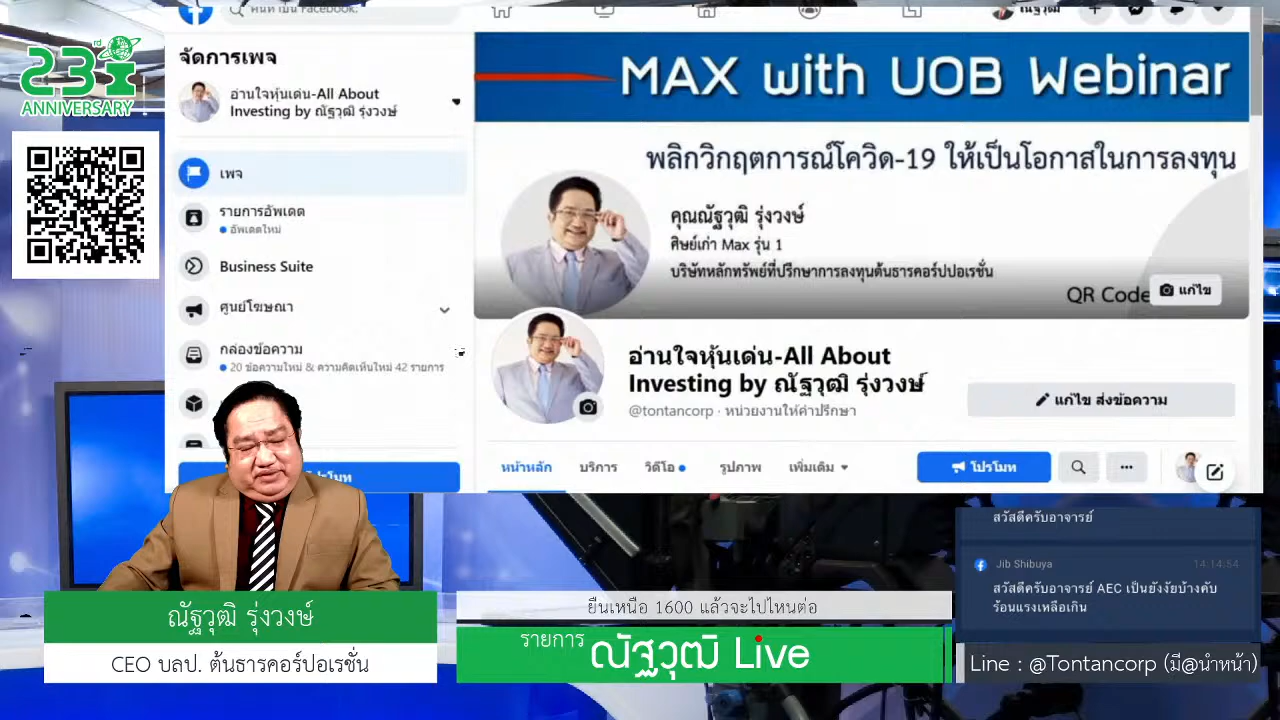 23rd
ANNIVERSARY
ค้นหาใน Facebook
ณัฐวุฒิ
จัดการเพจ
อ่านใจหุ้นเด่น-All About
Investing by ณัฐวุฒิ รุ่งวงษ์
เพจ
รายการอัพเดต
อัพเดตใหม่
Business Suite
ศูนย์โฆษณา
กล่องข้อความ
20 ข้อความใหม่ & ความคิดเห็นใหม่ 42 รายการ
โปรโมท
MAX with UOB Webinar
พลิกวิกฤตการณ์โควิด-19 ให้เป็นโอกาสในการลงทุน
คุณณัฐวุฒิ รุ่งวงษ์
ศิษย์เก่า Max รุ่น 1
บริษัทหลักทรัพย์ที่ปรึกษาการลงทุนต้นธารคอร์ปปอเรชั่น
QR Code
แก้ไข
อ่านใจหุ้นเด่น-All About
Investing by ณัฐวุฒิ รุ่งวงษ์
@tontancorp · หน่วยงานให้คำปรึกษา
แก้ไข ส่งข้อความ
หน้าหลัก บริการ วิดีโอ รูปภาพ เพิ่มเติม
โปรโมท
สวัสดีครับอาจารย์
Jib Shibuya 14:14:54
สวัสดีครับอาจารย์ AEC เป็นยังงัยบ้างคับ
ร้อนแรงเหลือเกิน
ณัฐวุฒิ รุ่งวงษ์
CEO บลป. ต้นธารคอร์ปอเรชั่น
ยืนเหนือ 1600 แล้วจะไปไหนต่อ
รายการ ณัฐวุฒิ Live
Line : @Tontancorp (มี@นำหน้า)